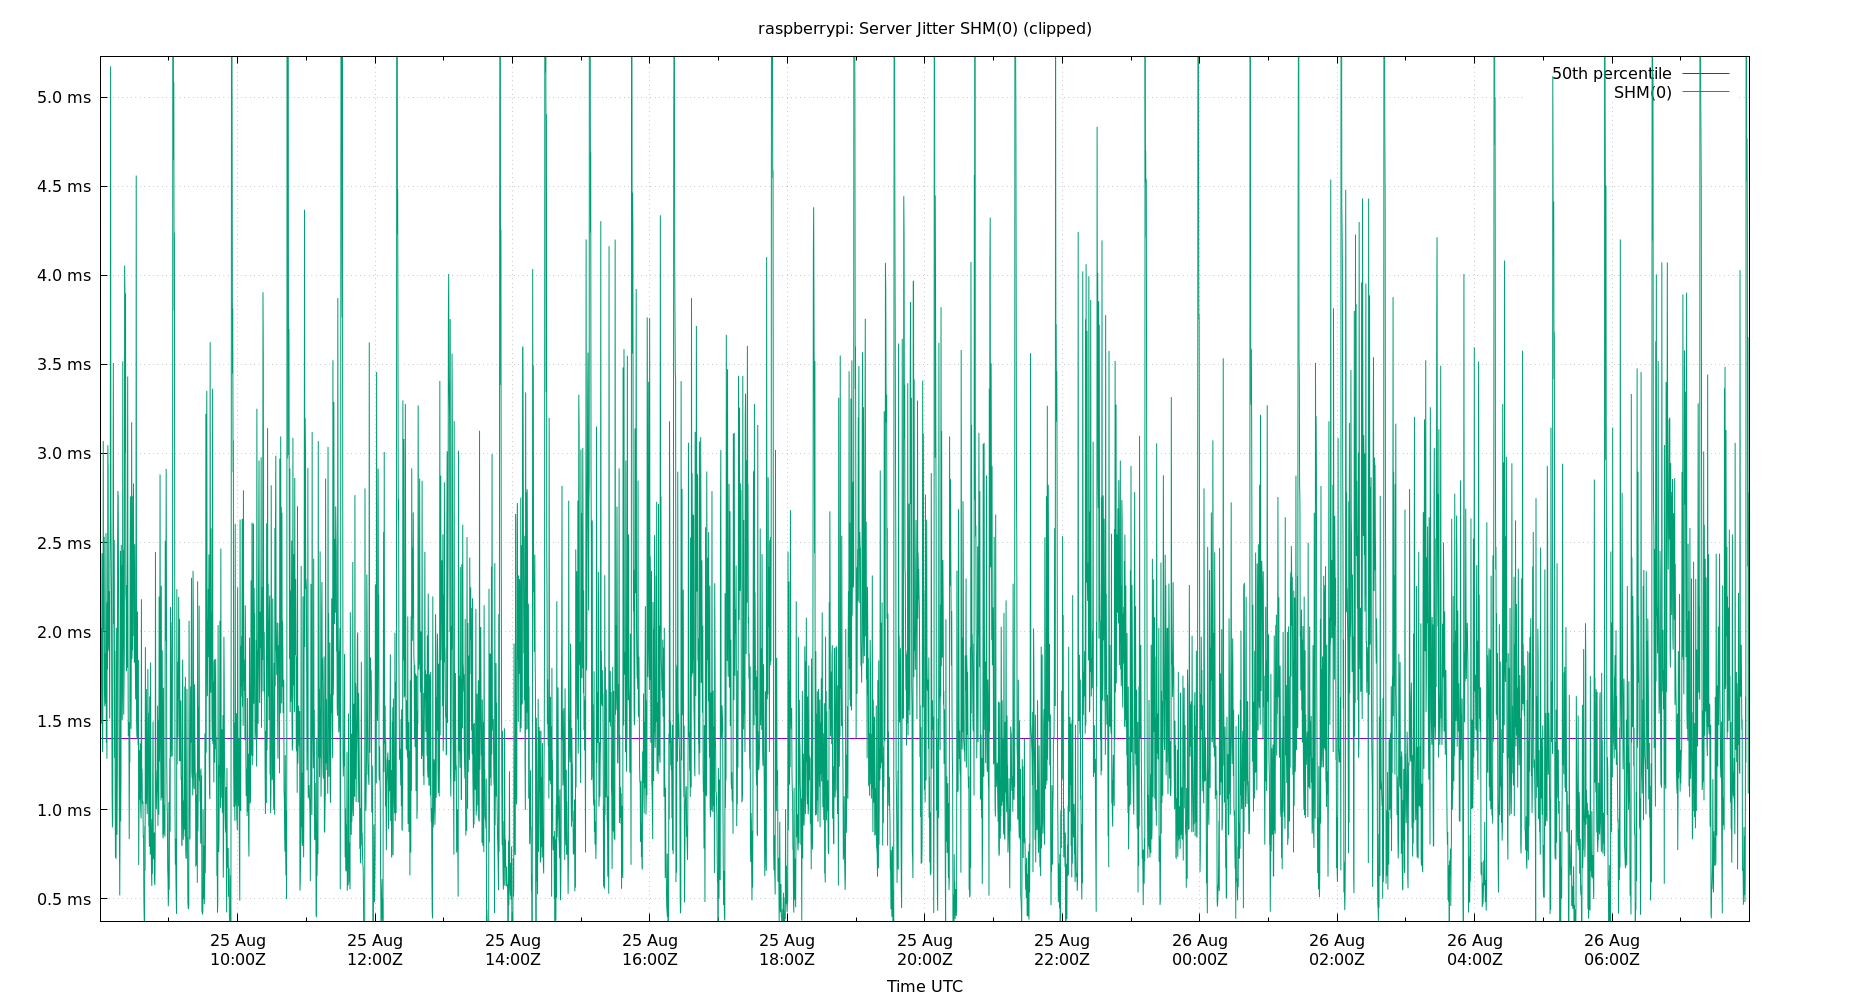 raspberrypi: Server Jitter SHM(0) (clipped)
50th percentile
SHM(0)
5.0 ms
4.5 ms
4.0 ms
3.5 ms
3.0 ms
2.5 ms
2.0 ms
1.5 ms
1.0 ms
0.5 ms
25 Aug 25 Aug 25 Aug 25 Aug 25 Aug 25 Aug 25 Aug 26 Aug 26 Aug 26 Aug 26 Aug
10:00Z 12:00Z 14:00Z 16:00Z 18:00Z 20:00Z 22:00Z 00:00Z 02:00Z 04:00Z 06:00Z
Time UTC